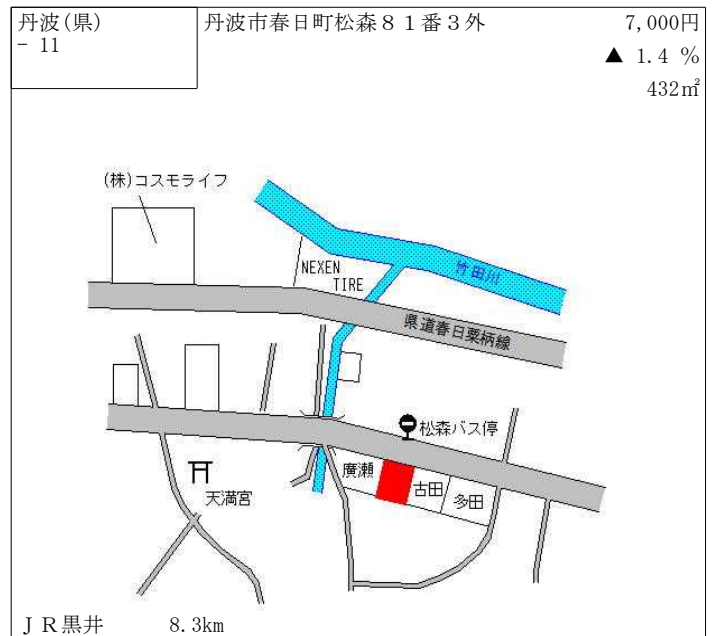 丹波(県)
- 11
丹波市春日町松森８１番３外
7,000円
▲ 1.4 %
432㎡
(株)コスモライフ
NEXEN
TIRE
竹田川
県道春日栗柄線
松森バス停
廣瀬
古田
多田
天満宮
ＪＲ黒井 8.3km